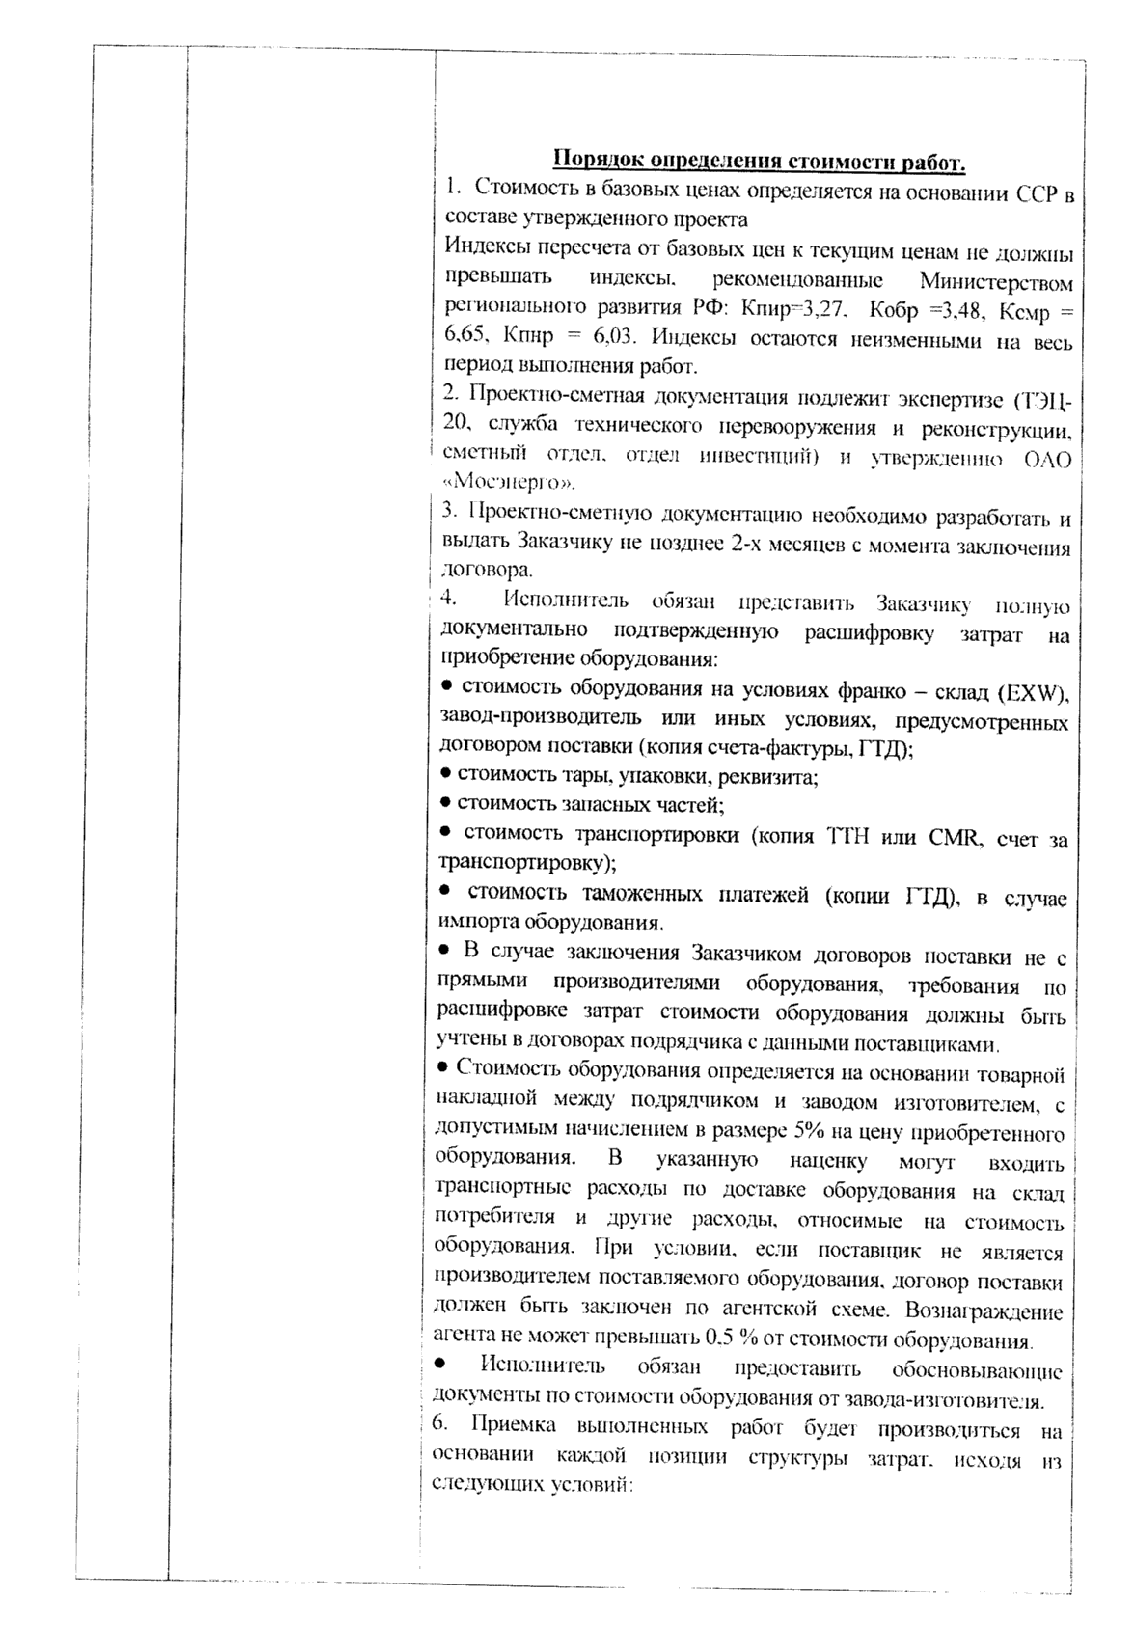 Порядок определения стоимости работ.
1. Стоимость в базовых ценах определяется на основании ССР в
составе утвержденного проекта
Индексы пересчета от базовых цен к текущим ценам не должны
превышать индексы, рекомендованные Министерством
регионального развития РФ: Кпир=3,27, Кобр =3,48, Ксмр =
6,65, Кпнр = 6,03. Индексы остаются неизменными на весь
период выполнения работ.
2. Проектно-сметная документация подлежит экспертизе (ТЭЦ-
20, служба технического перевооружения и реконструкции,
сметный отдел, отдел инвестиций) и утверждению ОАО
«Мосэнерго».
3. Проектно-сметную документацию необходимо разработать и
выдать Заказчику не позднее 2-х месяцев с момента заключения
договора.
4. Исполнитель обязан представить Заказчику полную
документально подтвержденную расшифровку затрат на
приобретение оборудования:
● стоимость оборудования на условиях франко – склад (EXW),
завод-производитель или иных условиях, предусмотренных
договором поставки (копия счета-фактуры, ГТД);
● стоимость тары, упаковки, реквизита;
● стоимость запасных частей;
● стоимость транспортировки (копия ТТН или CMR, счет за
транспортировку);
● стоимость таможенных платежей (копии ГТД), в случае
импорта оборудования.
● В случае заключения Заказчиком договоров поставки не с
прямыми производителями оборудования, требования по
расшифровке затрат стоимости оборудования должны быть
учтены в договорах подрядчика с данными поставщиками.
● Стоимость оборудования определяется на основании товарной
накладной между подрядчиком и заводом изготовителем, с
допустимым начислением в размере 5% на цену приобретенного
оборудования. В указанную наценку могут входить
транспортные расходы по доставке оборудования на склад
потребителя и другие расходы, относимые на стоимость
оборудования. При условии, если поставщик не является
производителем поставляемого оборудования, договор поставки
должен быть заключен по агентской схеме. Вознаграждение
агента не может превышать 0,5 % от стоимости оборудования.
● Исполнитель обязан предоставить обосновывающие
документы по стоимости оборудования от завода-изготовителя.
6. Приемка выполненных работ будет производиться на
основании каждой позиции структуры затрат, исходя из
следующих условий: